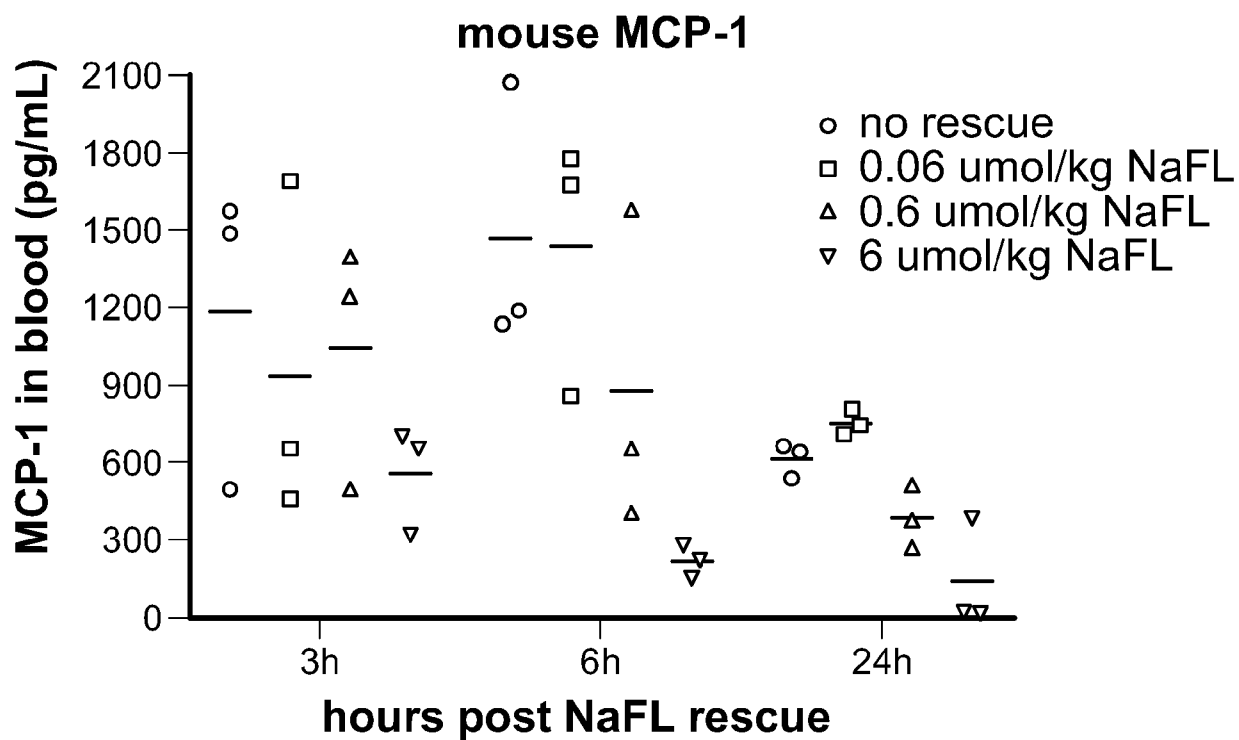 mouse MCP-1
MCP-1 in blood (pg/mL)
2100
1800
1500
1200
900
600
300
0
no rescue
0.06 umol/kg NaFL
0.6 umol/kg NaFL
6 umol/kg NaFL
3h
6h
24h
hours post NaFL rescue